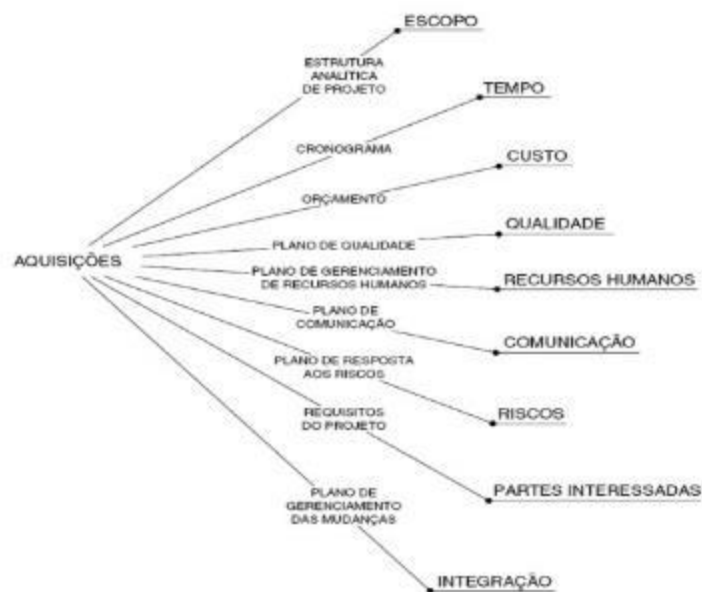 ESCOPO
ESTRUTURA
ANALÍTICA
DE PROJETO
TEMPO
CRONOGRAMA
CUSTO
ORÇAMENTO
QUALIDADE
PLANO DE QUALIDADE
AQUISIÇÕES
PLANO DE GERENCIAMENTO
DE RECURSOS HUMANOS
RECURSOS HUMANOS
PLANO DE
COMUNICAÇÃO
COMUNICAÇÃO
PLANO DE RESPOSTA
AOS RISCOS
RISCOS
REQUISITOS
DO PROJETO
PARTES INTERESSADAS
PLANO DE
GERENCIAMENTO
DAS MUDANÇAS
INTEGRAÇÃO